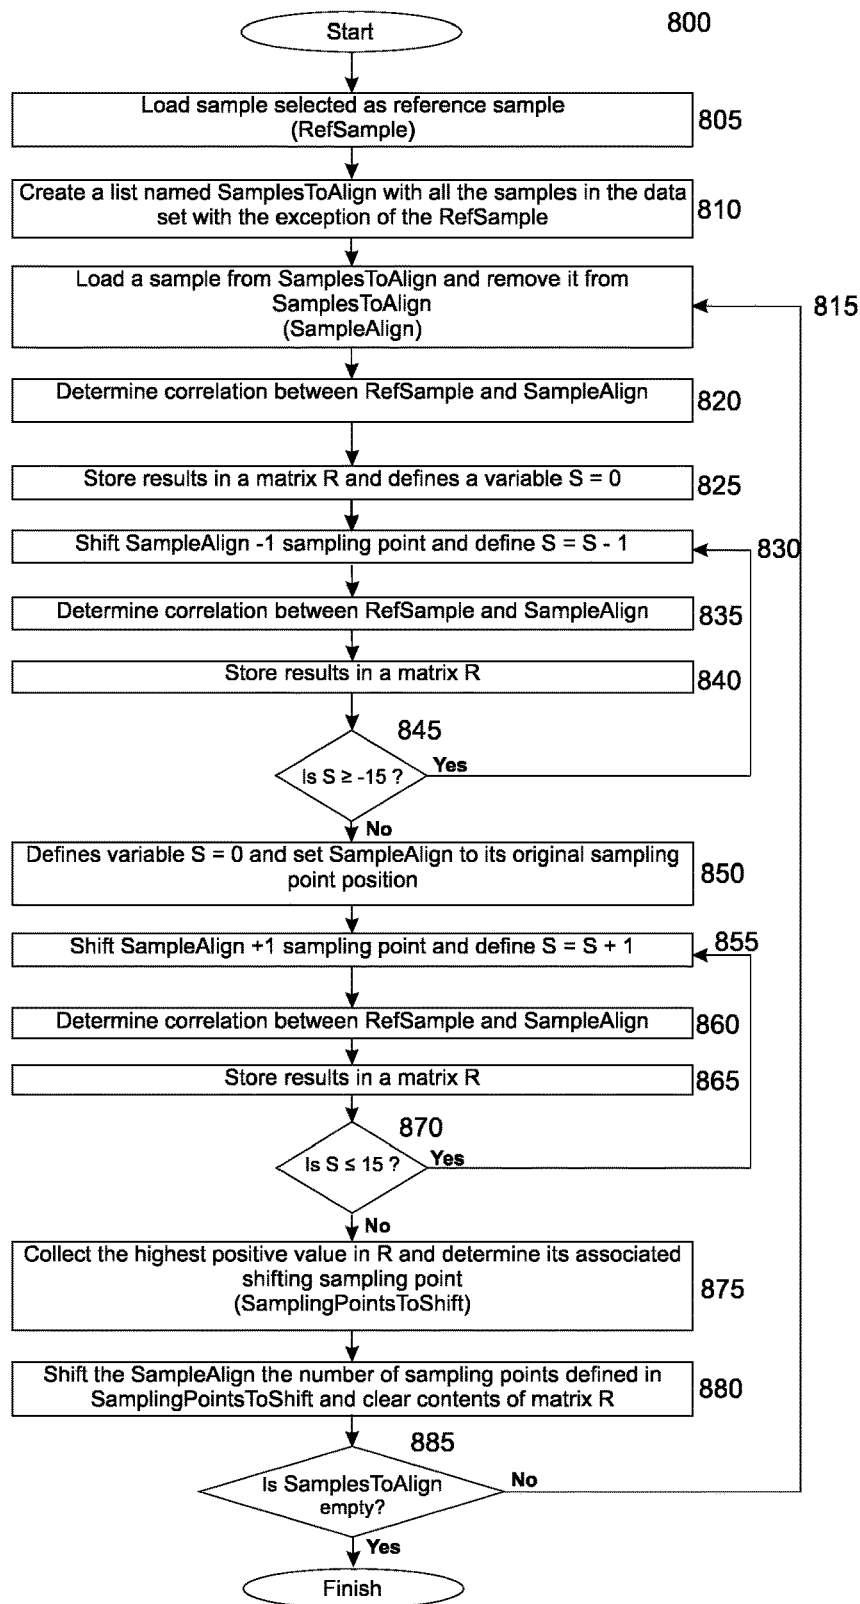 800
Start
Load sample selected as reference sample
(RefSample)
805
Create a list named SamplesToAlign with all the samples in the data
set with the exception of the RefSample
810
Load a sample from SamplesToAlign and remove it from
SamplesToAlign
(SampleAlign)
815
Determine correlation between RefSample and SampleAlign
820
Store results in a matrix R and defines a variable S = 0
825
Shift SampleAlign -1 sampling point and define S = S - 1
830
Determine correlation between RefSample and SampleAlign
835
Store results in a matrix R
840
845
Is S ≥ -15 ?
Yes
No
Defines variable S = 0 and set SampleAlign to its original sampling
point position
850
Shift SampleAlign +1 sampling point and define S = S + 1
855
Determine correlation between RefSample and SampleAlign
860
Store results in a matrix R
865
870
Is S ≤ 15 ?
Yes
No
Collect the highest positive value in R and determine its associated
shifting sampling point
(SamplingPointsToShift)
875
Shift the SampleAlign the number of sampling points defined in
SamplingPointsToShift and clear contents of matrix R
880
885
Is SamplesToAlign
empty?
No
Yes
Finish